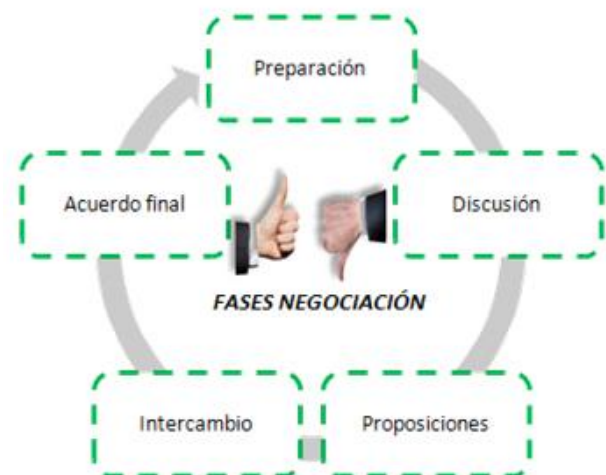 Preparación
Acuerdo final
Discusión
FASES NEGOCIACIÓN
Intercambio
Proposiciones